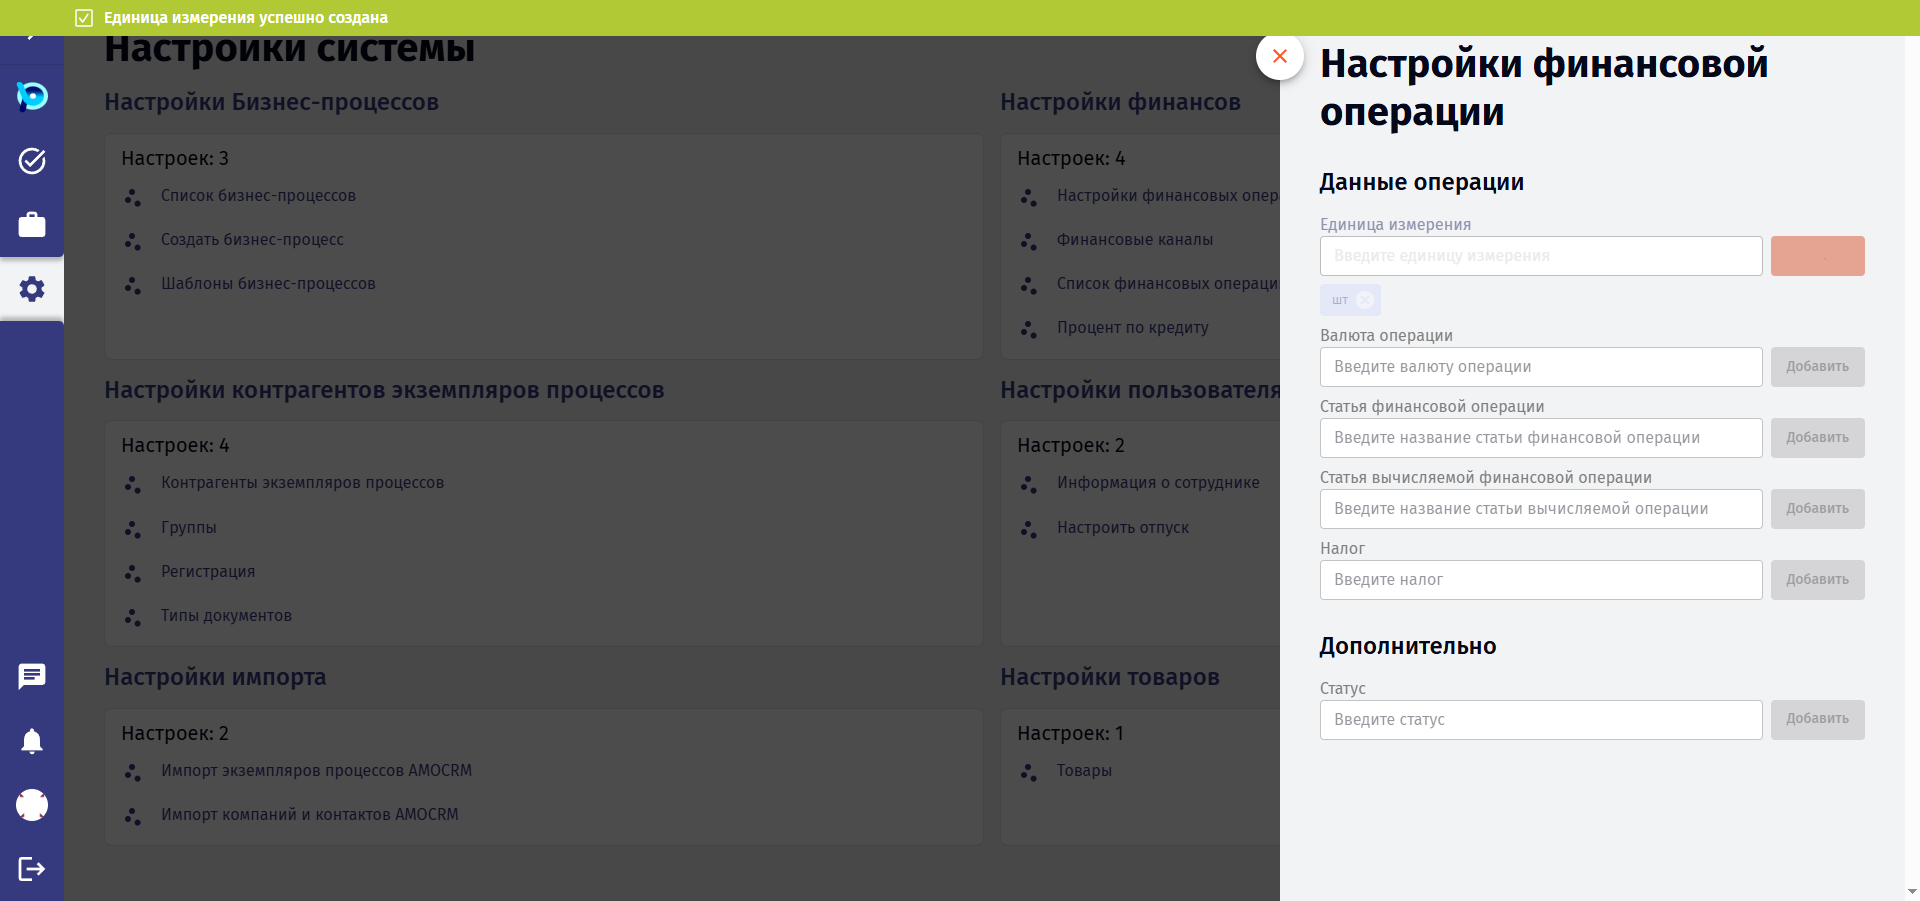 Единица измерения успешно создана
Настройки системы
Настройки Бизнес-процессов
Настроек: 3
Список бизнес-процессов
Создать бизнес-процесс
Шаблоны бизнес-процессов
Настройки финансов
Настроек: 4
Настройки финансовых опер
Финансовые каналы
Список финансовых операци
Процент по кредиту
Настройки контрагентов экземпляров процессов
Настроек: 4
Контрагенты экземпляров процессов
Группы
Регистрация
Типы документов
Настройки пользователя
Настроек: 2
Информация о сотруднике
Настроить отпуск
Настройки импорта
Настроек: 2
Импорт экземпляров процессов AMOCRM
Импорт компаний и контактов AMOCRM
Настройки товаров
Настроек: 1
Товары
Настройки финансовой
операции
Данные операции
Единица измерения
Введите единицу измерения
шт
Валюта операции
Введите валюту операции
Добавить
Статья финансовой операции
Введите название статьи финансовой операции
Добавить
Статья вычисляемой финансовой операции
Введите название статьи вычисляемой операции
Добавить
Налог
Введите налог
Добавить
Дополнительно
Статус
Введите статус
Добавить